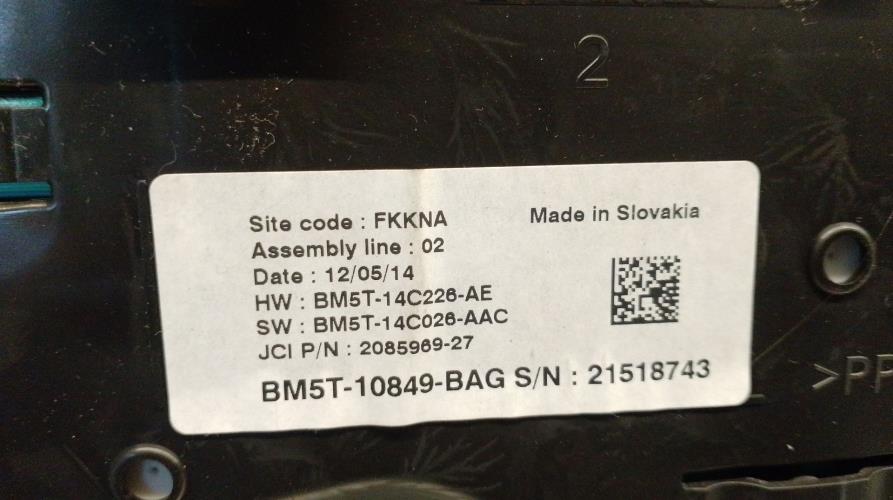 2
Site code : FKKNA
Made in Slovakia
Assembly line : 02
Date : 12/05/14
HW : BM5T-14C226-AE
SW : BM5T-14C026-AAC
JCI P/N : 2085969-27
BM5T-10849-BAG S/N : 21518743
>PP